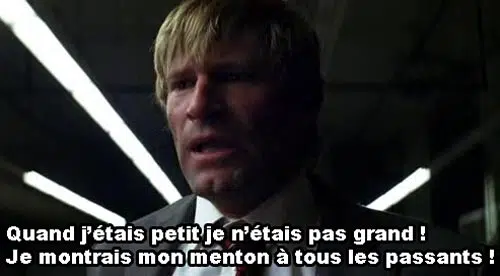 Quand j'étais petit je n'étais pas grand !
Je montrais mon menton à tous les passants !